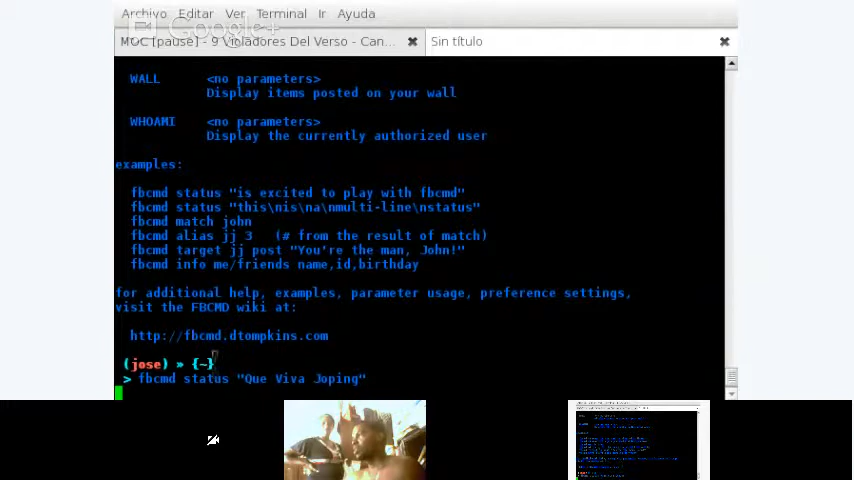 Archivo Editar Ver Terminal Ir Ayuda
Google+
MOC [pause] - 9 Violadores Del Verso - Can... Sin título
WALL <no parameters>
Display items posted on your wall
WHOAMI <no parameters>
Display the currently authorized user
examples:
fbcmd status "is excited to play with fbcmd"
fbcmd status "this\nis\na\nmulti-line\nstatus"
fbcmd match john
fbcmd alias jj 3 (# from the result of match)
fbcmd target jj post "You're the man, John!"
fbcmd info me/friends name,id,birthday
for additional help, examples, parameter usage, preference settings,
visit the FBCMD wiki at:
http://fbcmd.dtompkins.com
(jose) » {~}
> fbcmd status "Que Viva Joping"